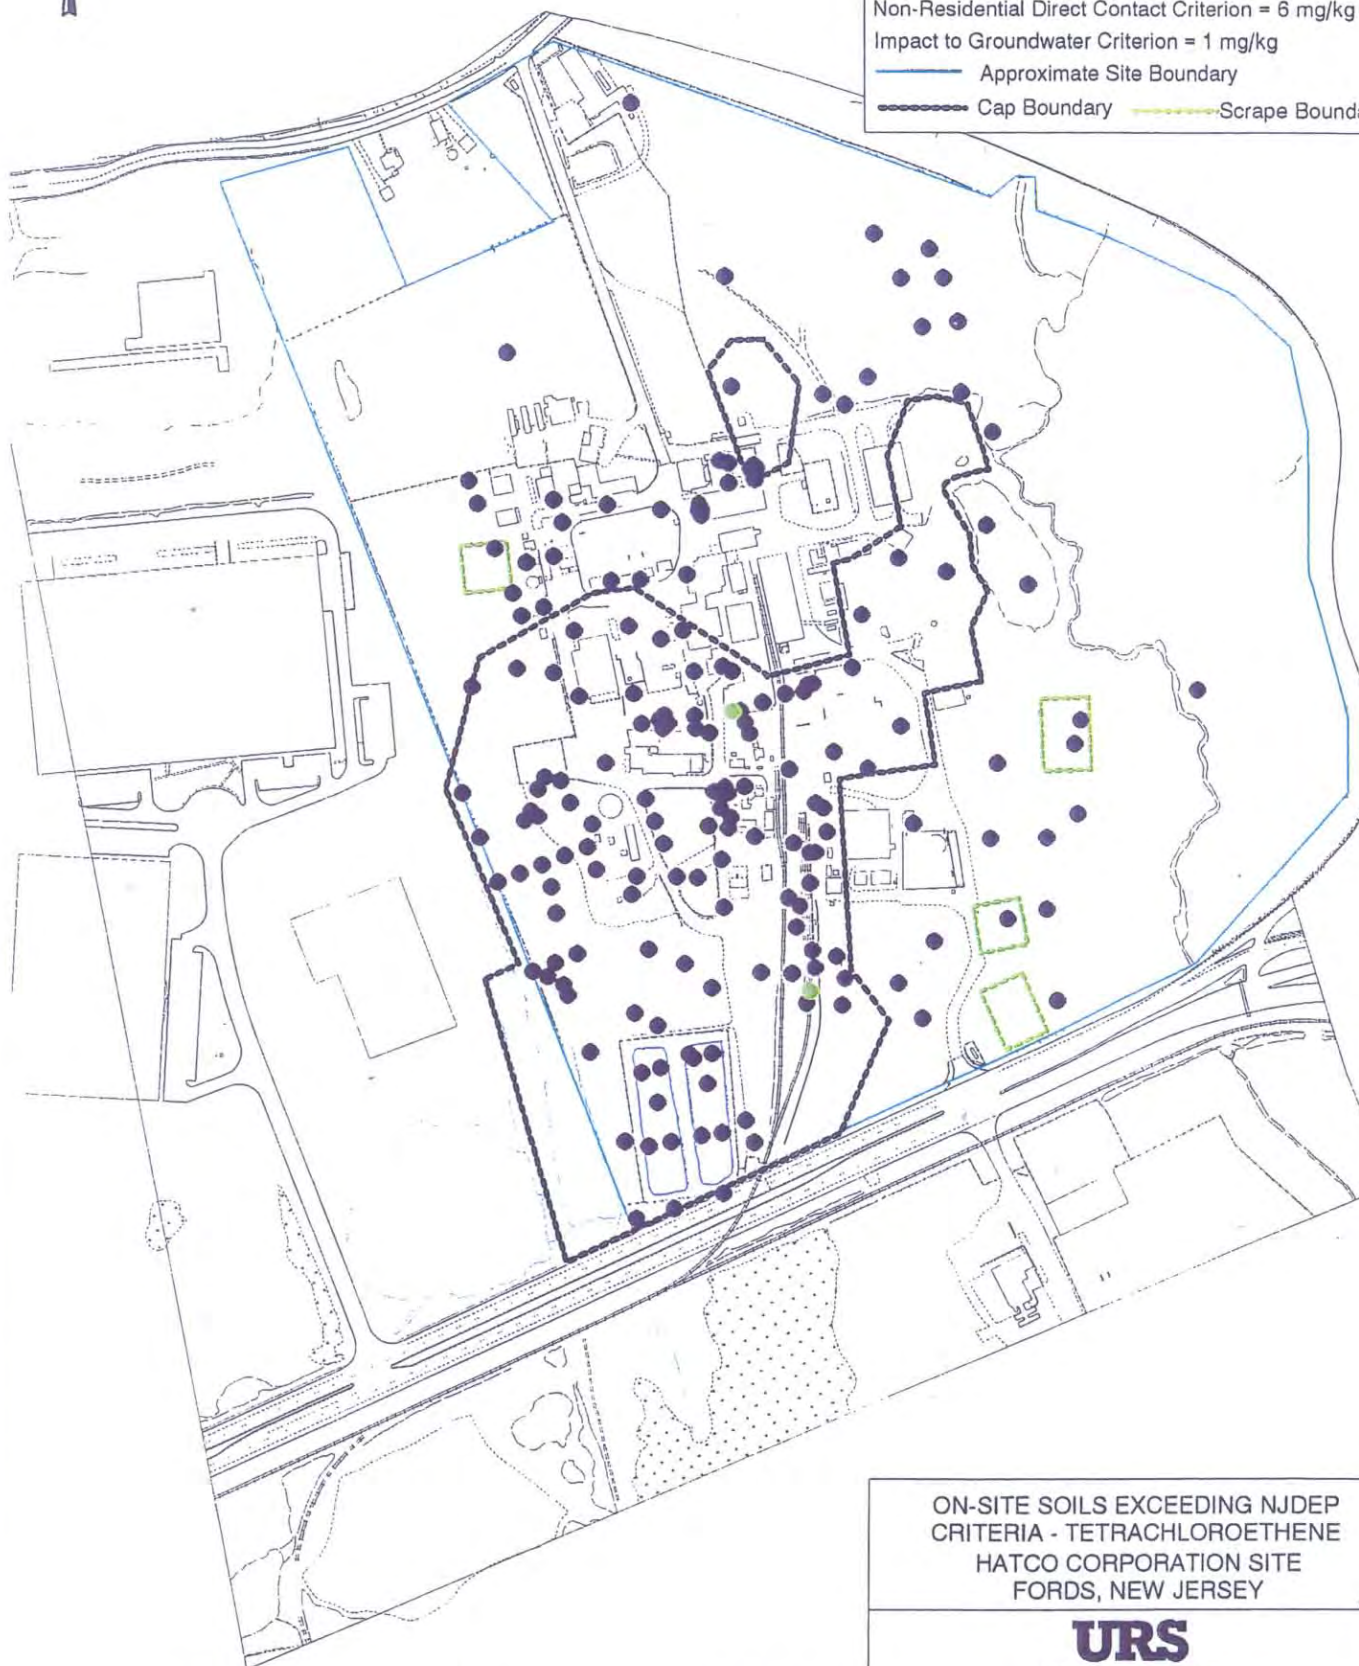 Non-Residential Direct Contact Criterion = 6 mg/kg
Impact to Groundwater Criterion = 1 mg/kg
Approximate Site Boundary
Cap Boundary Scrape Bounda
ON-SITE SOILS EXCEEDING NJDEP
CRITERIA - TETRACHLOROETHENE
HATCO CORPORATION SITE
FORDS, NEW JERSEY
URS